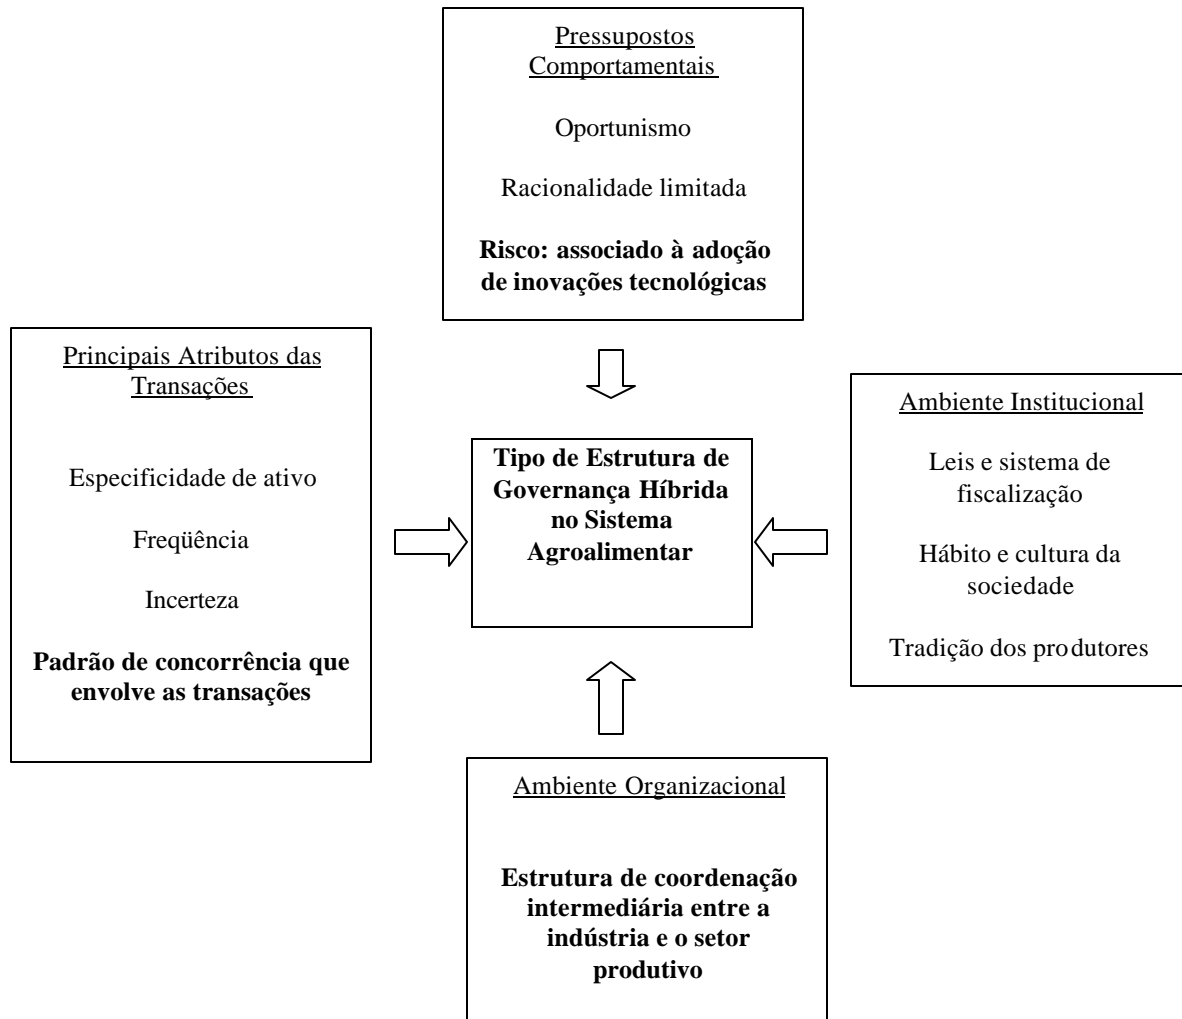 Pressupostos
Comportamentais
Oportunismo
Racionalidade limitada
Risco: associado à adoção
de inovações tecnológicas
Principais Atributos das
Transações
Especificidade de ativo
Freqüência
Incerteza
Padrão de concorrência que
envolve as transações
Tipo de Estrutura de
Governança Híbrida
no Sistema
Agroalimentar
Ambiente Institucional
Leis e sistema de
fiscalização
Hábito e cultura da
sociedade
Tradição dos produtores
Ambiente Organizacional
Estrutura de coordenação
intermediária entre a
indústria e o setor
produtivo